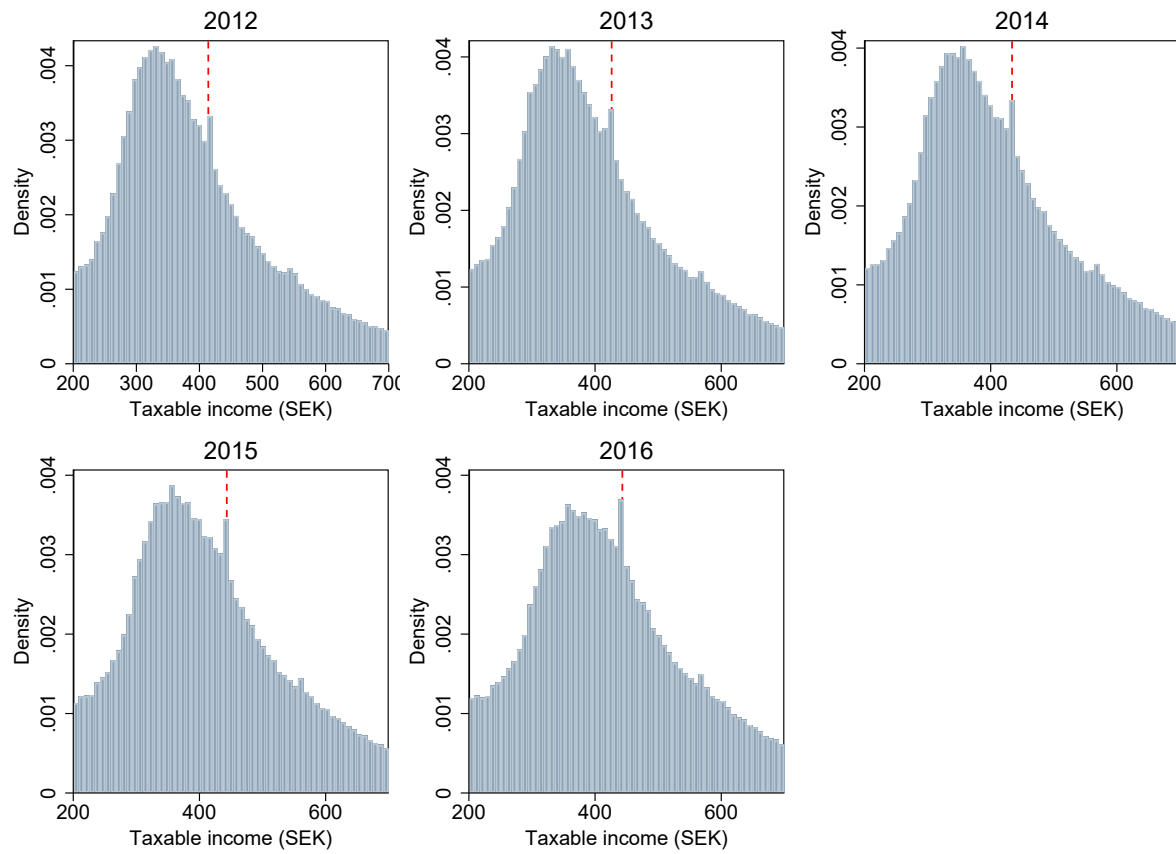 2012
Density
0 .001 .002 .003 .004
200 300 400 500 600 700
Taxable income (SEK)
2013
Density
0 .001 .002 .003 .004
200 400 600
Taxable income (SEK)
2014
Density
0 .001 .002 .003 .004
200 400 600
Taxable income (SEK)
2015
Density
0 .001 .002 .003 .004
200 400 600
Taxable income (SEK)
2016
Density
0 .001 .002 .003 .004
200 400 600
Taxable income (SEK)